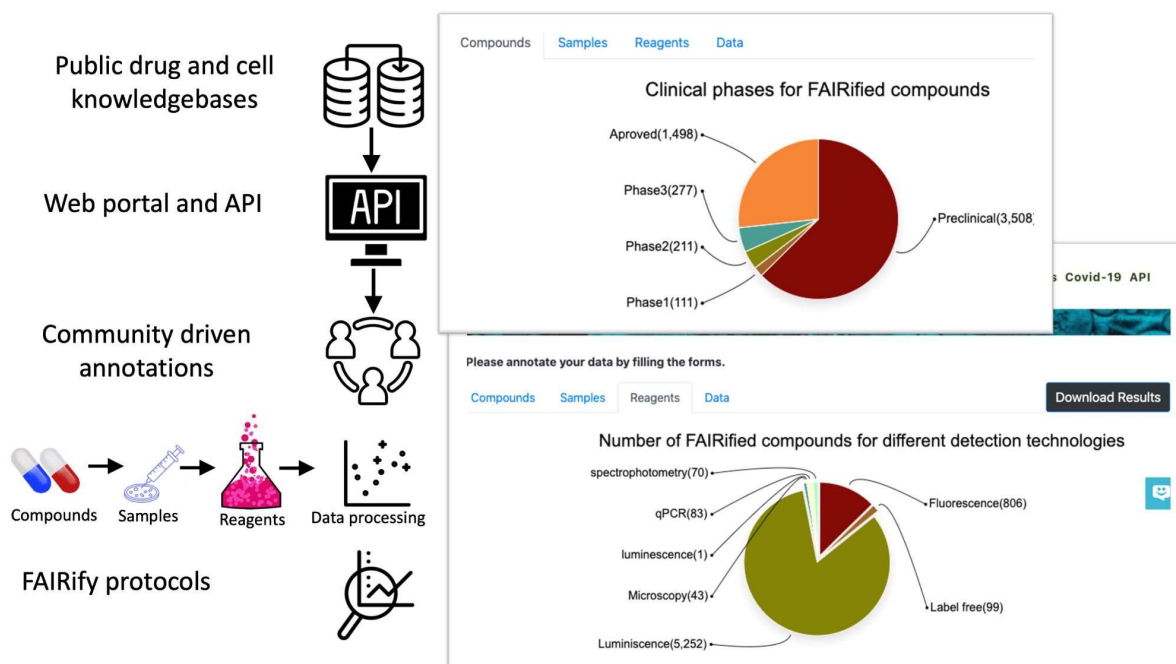 Public drug and cell
knowledgebases
Web portal and API
API
Community driven
annotations
Compounds
Samples
Reagents
Data processing
FAIRify protocols
Compounds Samples Reagents Data
Clinical phases for FAIRified compounds
Aproved(1,498)
Phase3(277)
Phase2(211)
Phase1(111)
Preclinical(3,508)
s Covid-19 API
Please annotate your data by filling the forms.
Compounds Samples Reagents Data
Download Results
Number of FAIRified compounds for different detection technologies
spectrophotometry(70)
qPCR(83)
luminescence(1)
Microscopy(43)
Luminiscence(5,252)
Fluorescence(806)
Label free(99)